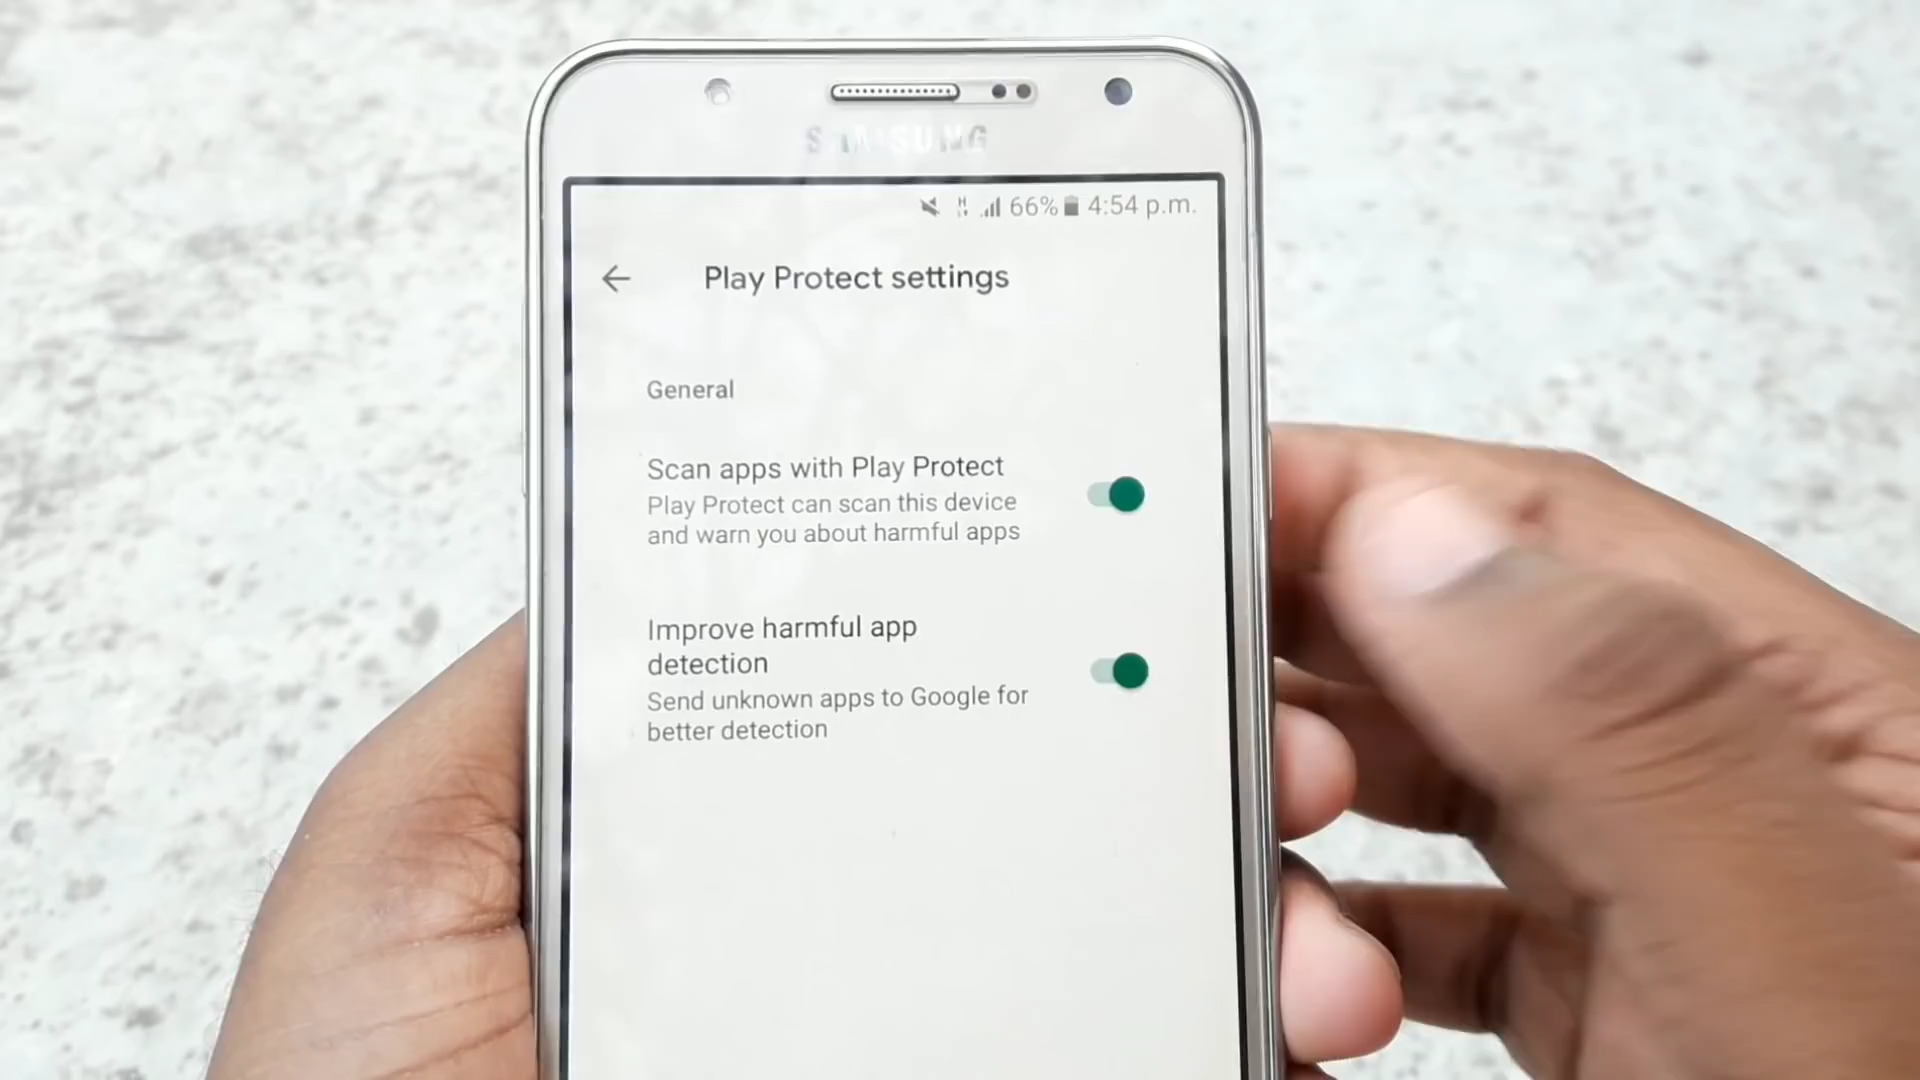 SAMSUNG
66% 4:54 p.m.
Play Protect settings
General
Scan apps with Play Protect
Play Protect can scan this device
and warn you about harmful apps
Improve harmful app
detection
Send unknown apps to Google for
better detection